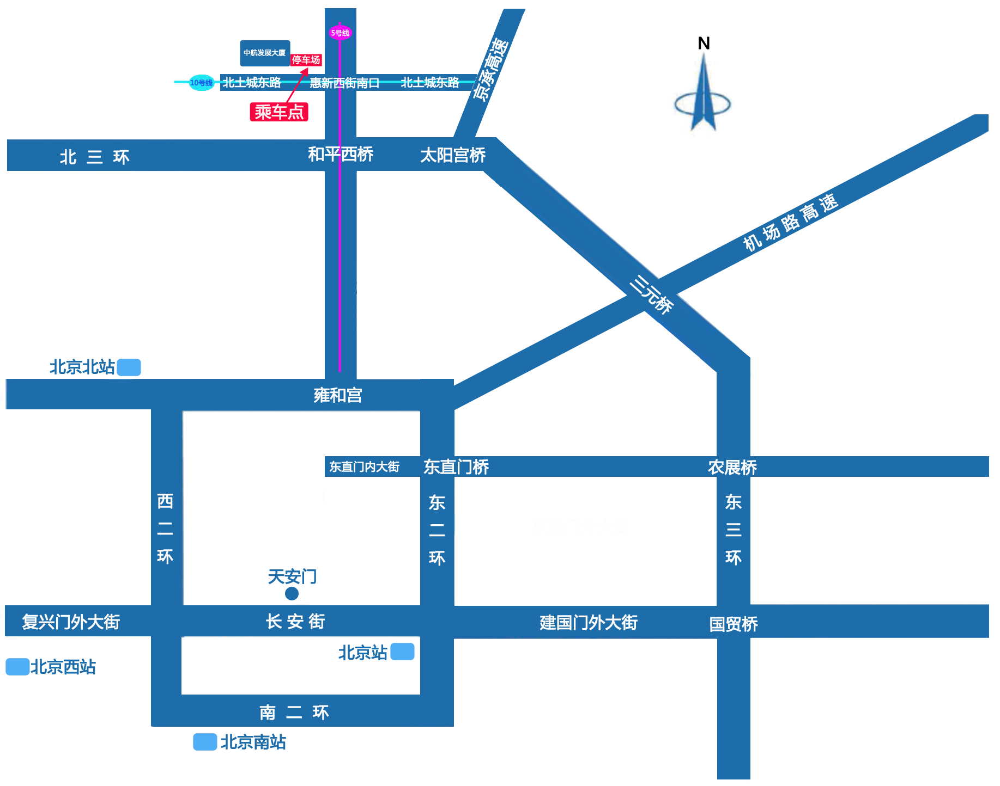 5号线
N
中航发展大厦
停车场
京承高速
10号线
北土城东路
惠新西街南口
北土城东路
乘车点
北三环
和平西桥
太阳宫桥
机场路高速
三元桥
北京北站
雍和宫
东直门内大街
东直门桥
农展桥
西二环
东二环
东三环
天安门
复兴门外大街
长安街
建国门外大街
国贸桥
北京站
北京西站
南二环
北京南站